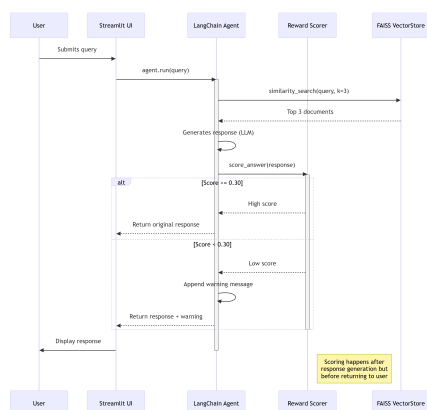 User
Streamlit UI
LangChain Agent
Reward Scorer
FAISS VectorStore
Submits query
agent.run(query)
similarity_search(query, k=3)
Top 3 documents
Generates response (LLM)
score_answer(response)
alt
[Score >= 0.30]
High score
Return original response
[Score < 0.30]
Low score
Append warning message
Return response + warning
Display response
Scoring happens after
response generation but
before returning to user
User
Streamlit UI
LangChain Agent
Reward Scorer
FAISS VectorStore